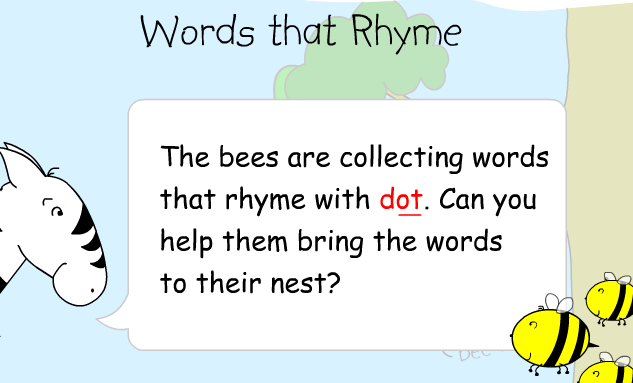 Words that Rhyme
The bees are collecting words
that rhyme with dot. Can you
help them bring the words
to their nest?